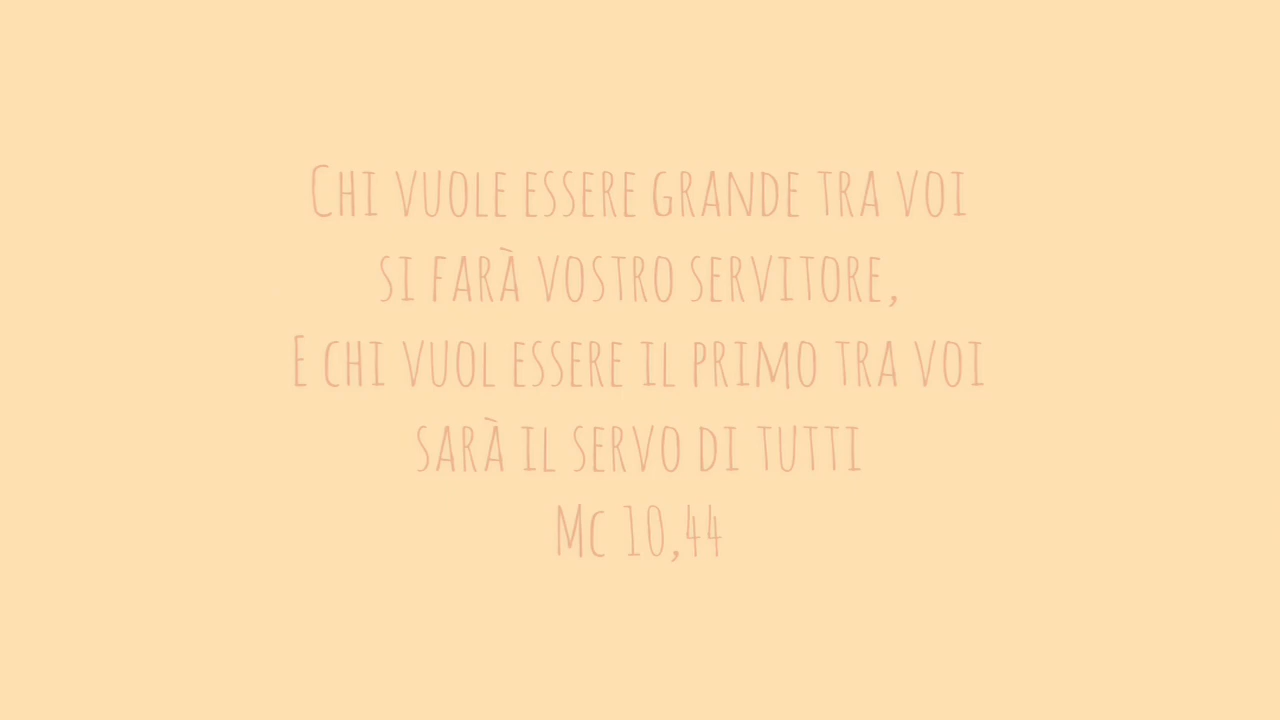 Chi vuole essere grande tra voi
si farà vostro servitore,
E chi vuol essere il primo tra voi
sarà il servo di tutti
Mc 10,44